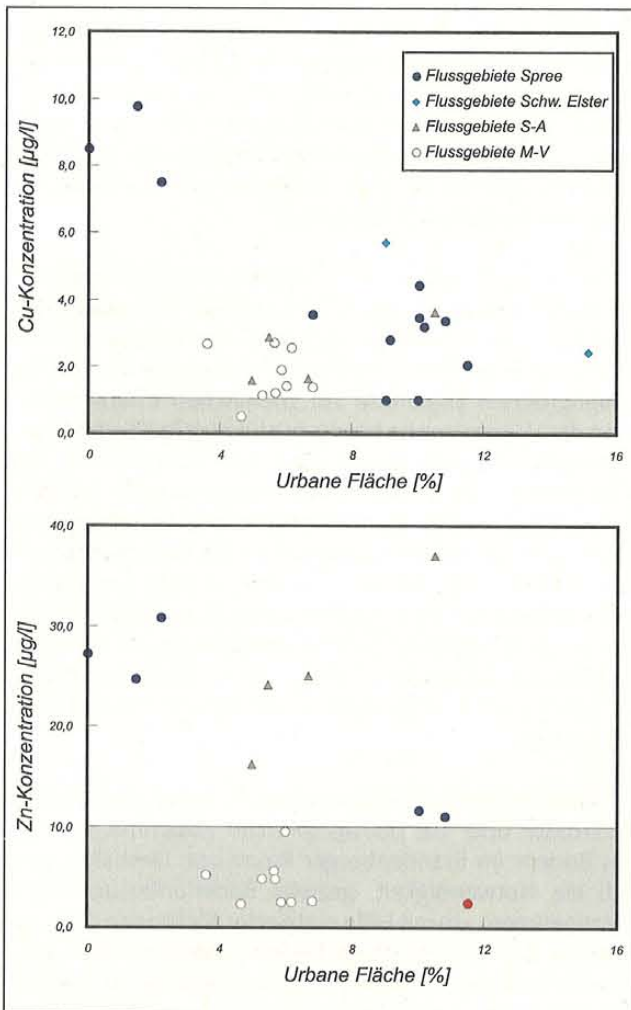 12,0
10,0
8,0
6,0
4,0
2,0
0,0
Cu-Konzentration [µg/l]
Flussgebiete Spree
Flussgebiete Schw. Elster
Flussgebiete S-A
Flussgebiete M-V
0 4 8 12 16
Urbane Fläche [%]
40,0
30,0
20,0
10,0
0,0
Zn-Konzentration [µg/l]
0 4 8 12 16
Urbane Fläche [%]